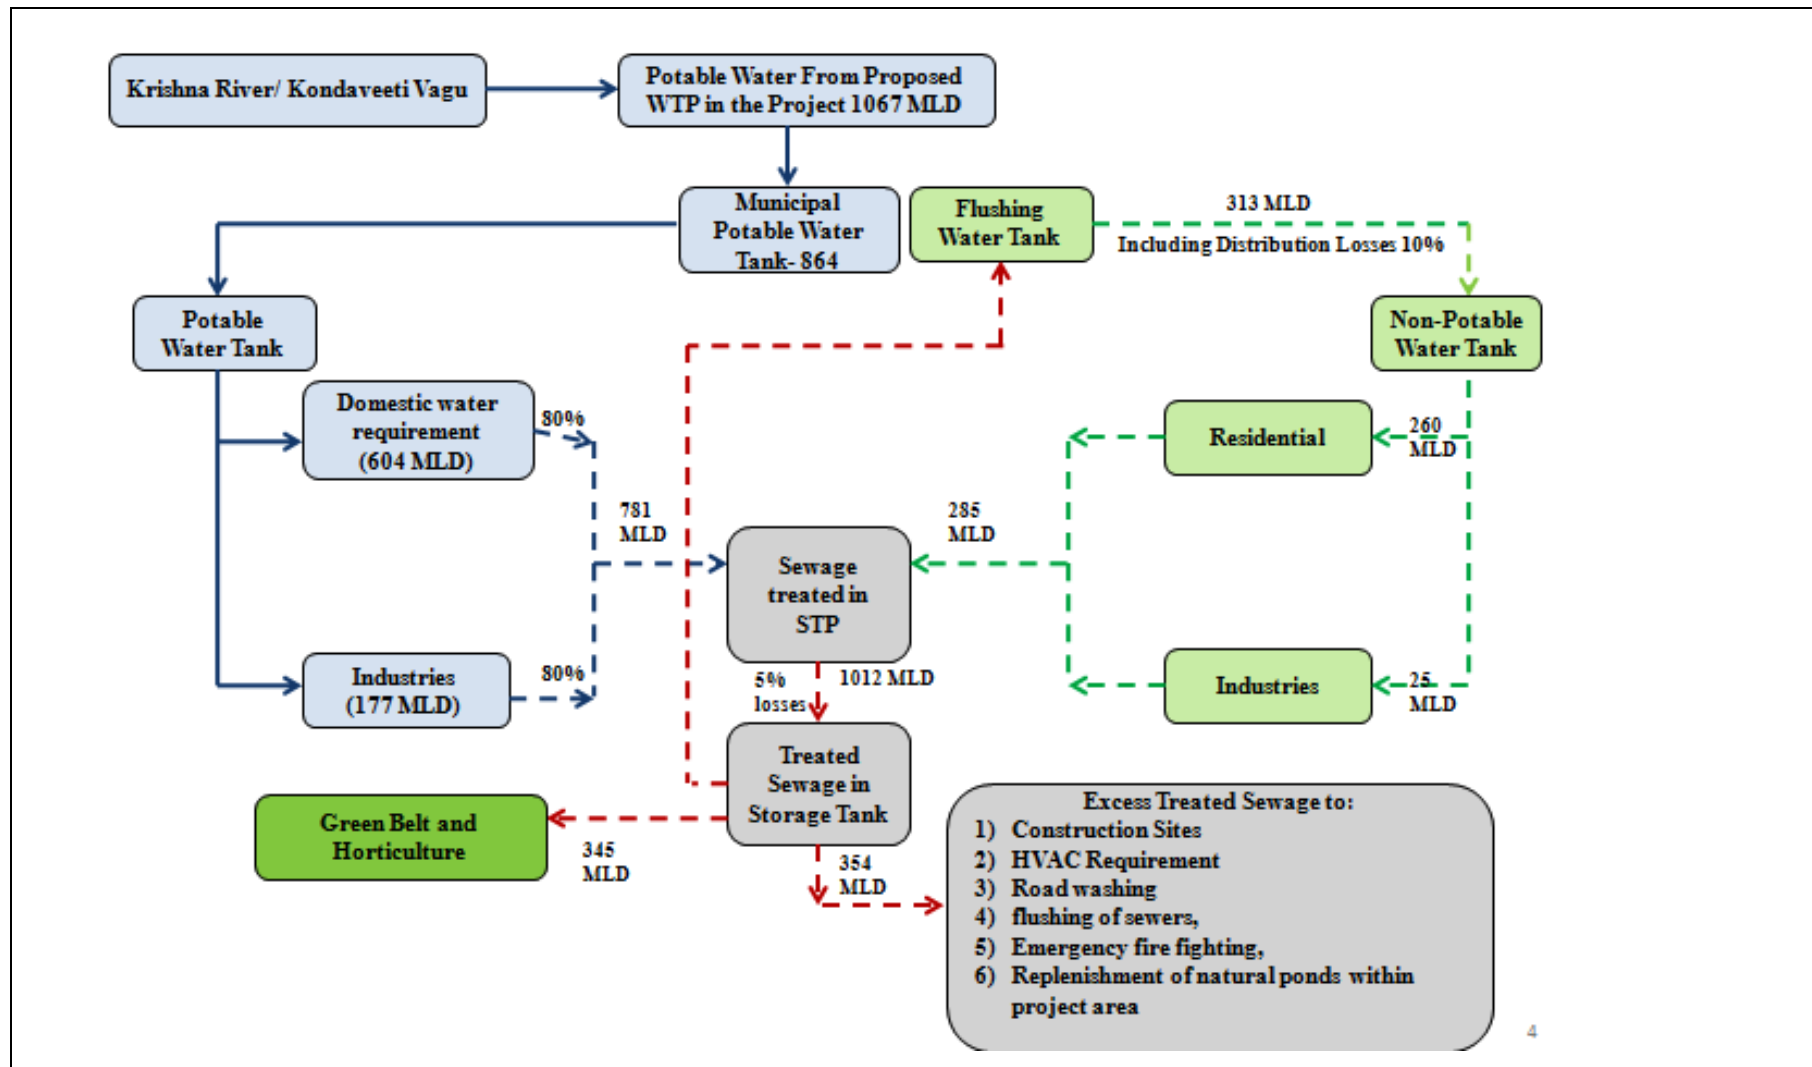 Krishna River/ Kondaveeti Vagu
Potable Water From Proposed
WTP in the Project 1067 MLD
Municipal
Potable Water
Tank- 864
Flushing
Water Tank
313 MLD
Including Distribution Losses 10%
Potable
Water Tank
Non-Potable
Water Tank
Domestic water
requirement
(604 MLD)
80%
Residential
260
MLD
781
MLD
285
MLD
Sewage
treated in
STP
Industries
(177 MLD)
80%
5%
losses
1012 MLD
Industries
25
MLD
Treated
Sewage in
Storage Tank
Green Belt and
Horticulture
345
MLD
354
MLD
Excess Treated Sewage to:
1) Construction Sites
2) HVAC Requirement
3) Road washing
4) flushing of sewers,
5) Emergency fire fighting,
6) Replenishment of natural ponds within
project area
4